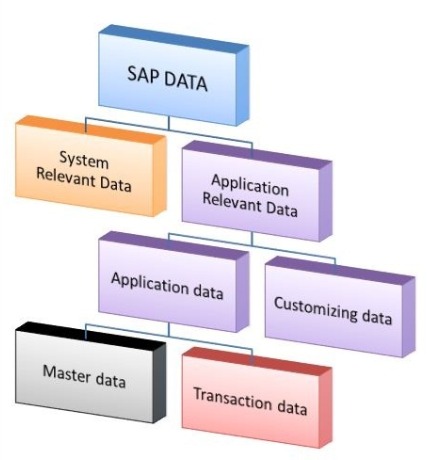 SAP DATA
System
Relevant Data
Application
Relevant Data
Application data
Customizing data
Master data
Transaction data